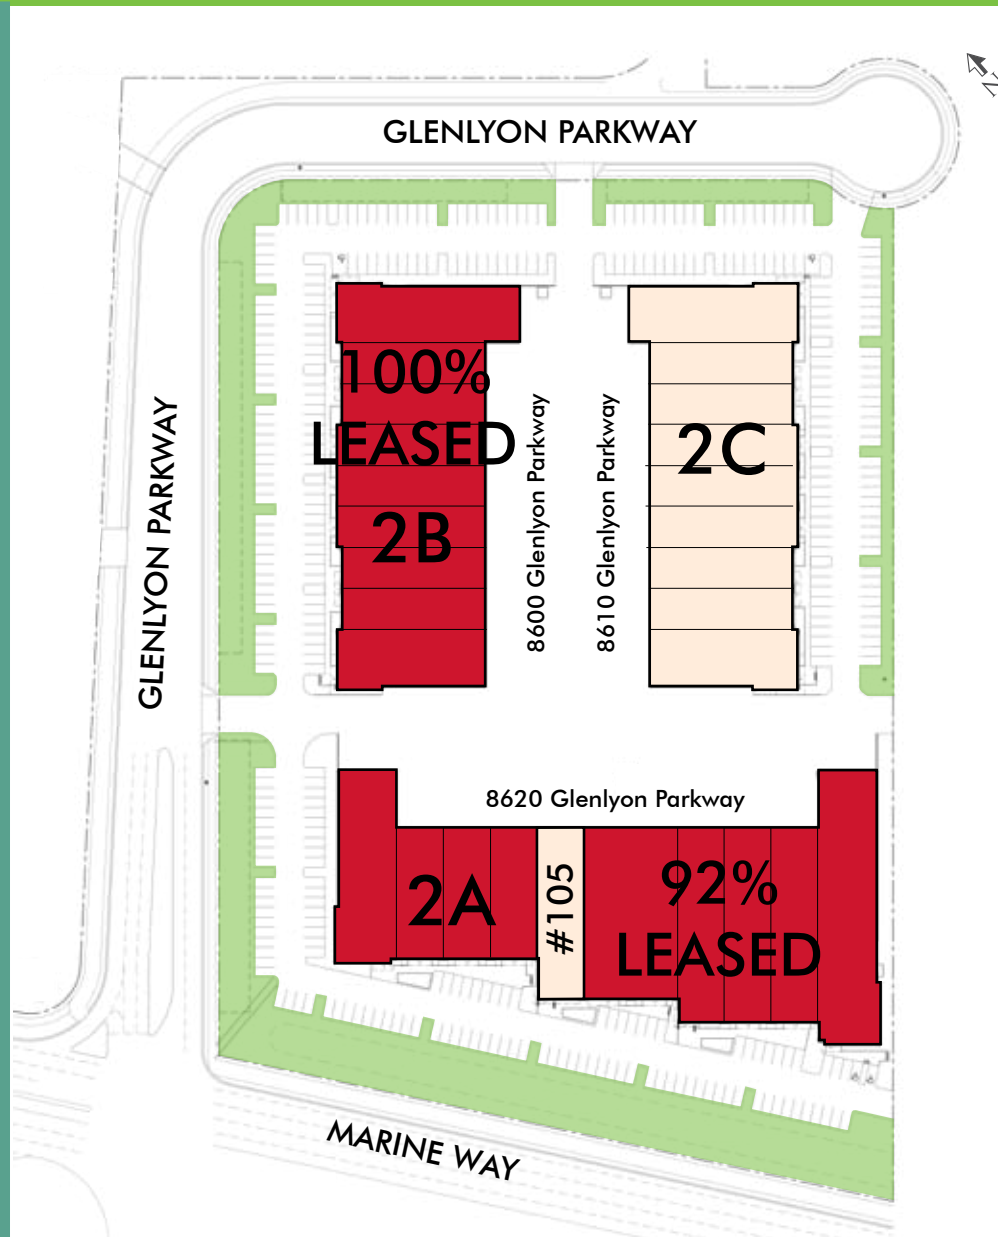 GLENLYON PARKWAY
N
GLENLYON PARKWAY
100%
LEASED
2B
8600 Glenlyon Parkway
8610 Glenlyon Parkway
2C
8620 Glenlyon Parkway
2A
#105
92%
LEASED
MARINE WAY